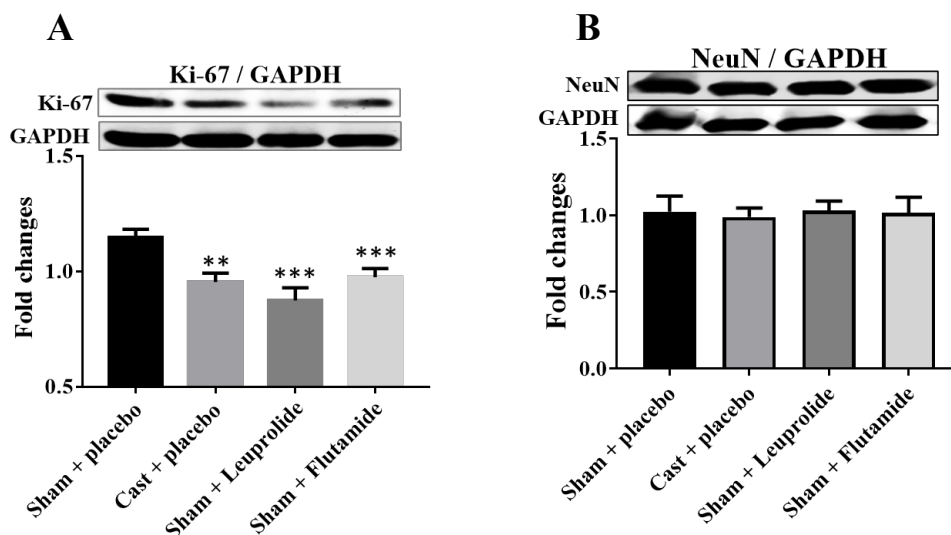 A
Ki-67 / GAPDH
Ki-67
GAPDH
1.5
1.0
0.5
Fold changes
**
***
***
Sham + placebo
Cast + placebo
Sham + Leuprolide
Sham + Flutamide
B
NeuN / GAPDH
NeuN
GAPDH
1.5
1.0
0.5
0.0
Fold changes
Sham + placebo
Cast + placebo
Sham + Leuprolide
Sham + Flutamide